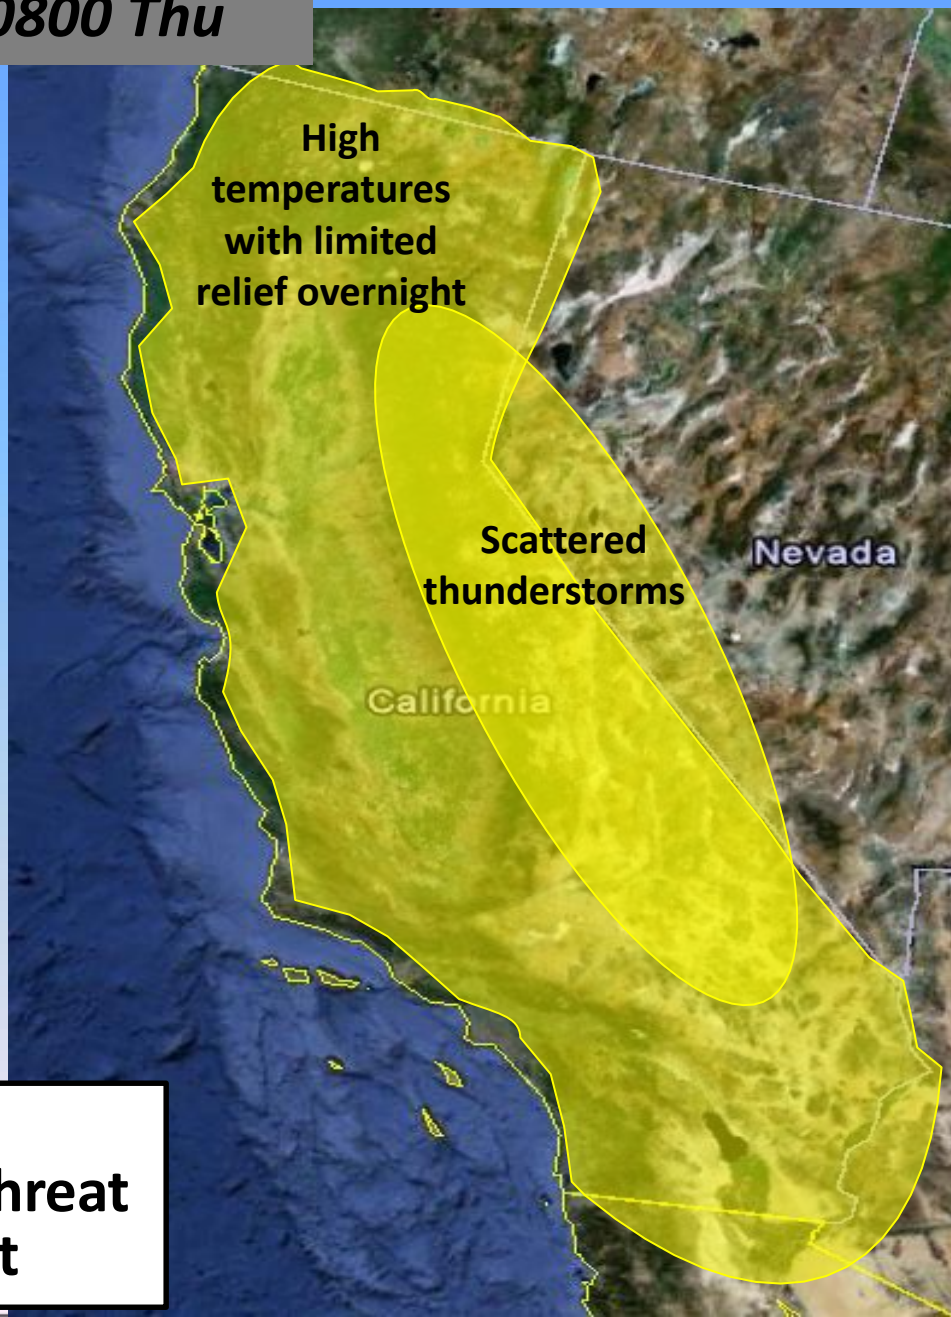 0800 Thu
High
temperatures
with limited
relief overnight
Scattered
thunderstorms
Nevada
California
hreat
t